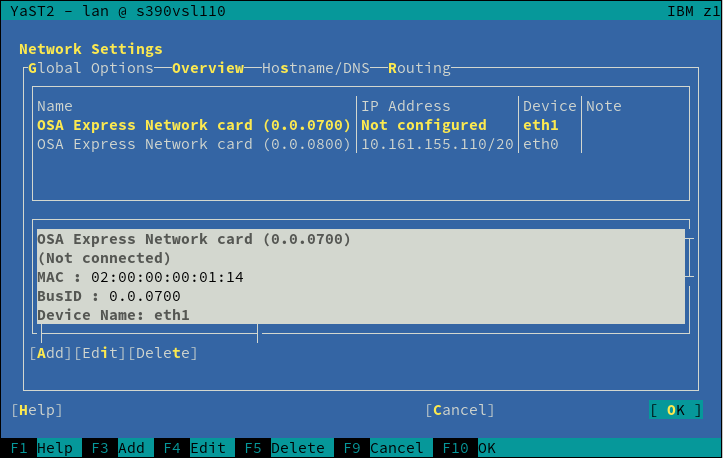 YaST2 - lan @ s390vsl110 IBM z1
Network Settings
Global Options Overview Hostname/DNS Routing
Name IP Address Device Note
OSA Express Network card (0.0.0700) Not configured eth1
OSA Express Network card (0.0.0800) 10.161.155.110/20 eth0
OSA Express Network card (0.0.0700)
(Not connected)
MAC : 02:00:00:00:01:14
BusID : 0.0.0700
Device Name: eth1
[Add][Edit][Delete]
[Help] [Cancel] [ OK ]
F1 Help F3 Add F4 Edit F5 Delete F9 Cancel F10 OK